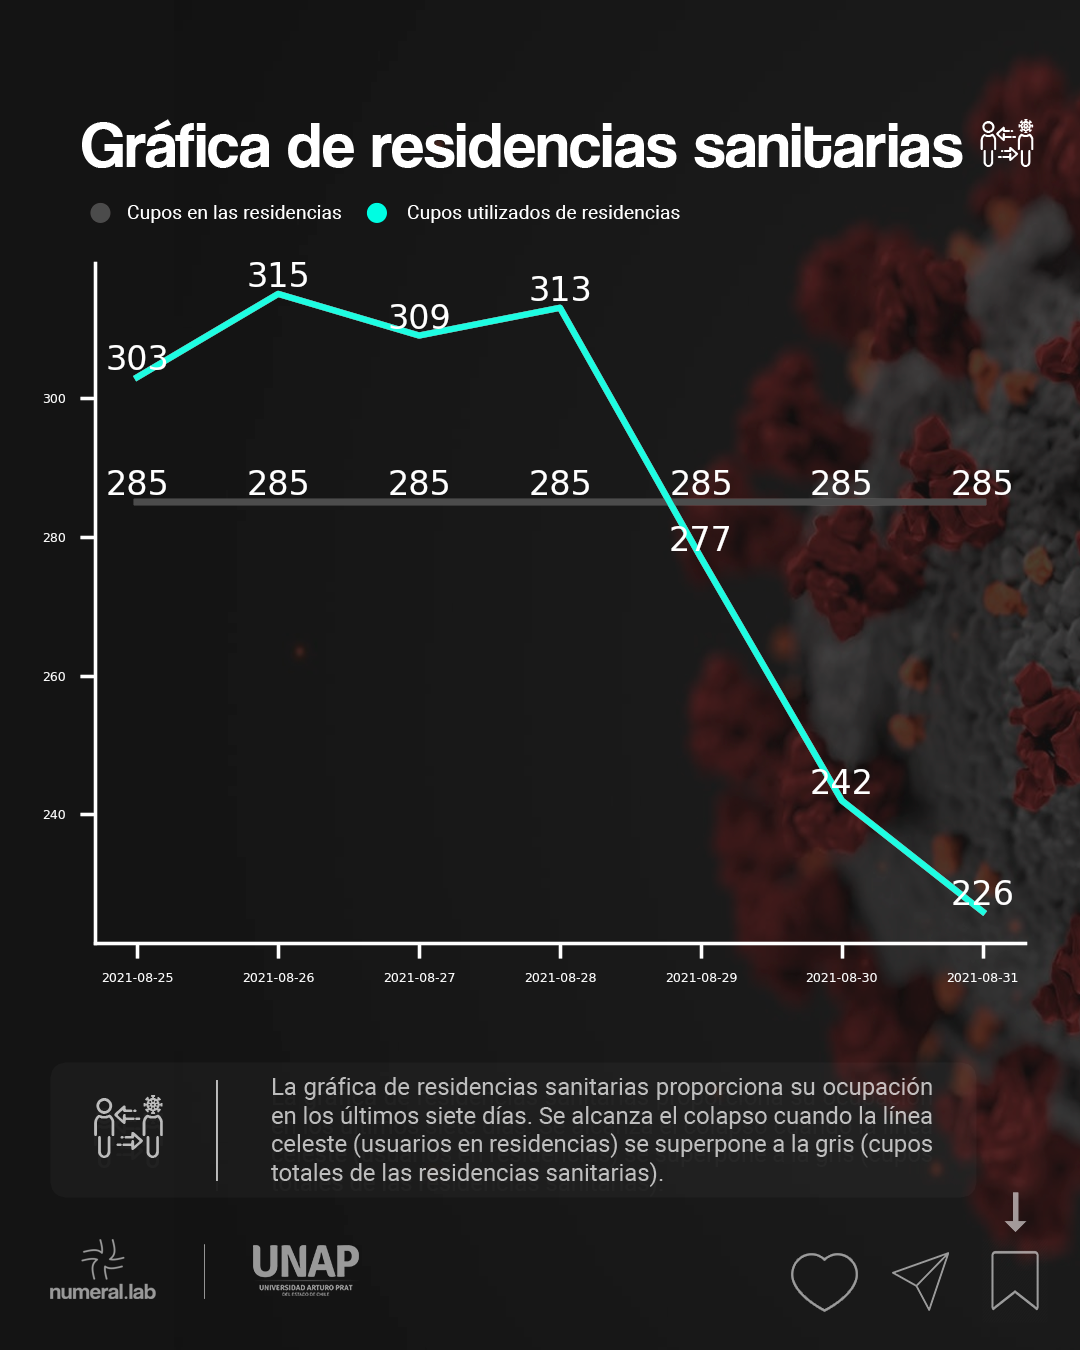 Gráfica de residencias sanitarias
Cupos en las residencias Cupos utilizados de residencias
315
313
309
303
300
285 285 285 285 285 285 285
280
277
260
242
240
226
2021-08-25 2021-08-26 2021-08-27 2021-08-28 2021-08-29 2021-08-30 2021-08-31
La gráfica de residencias sanitarias proporciona su ocupación
en los últimos siete días. Se alcanza el colapso cuando la línea
celeste (usuarios en residencias) se superpone a la gris (cupos
totales de las residencias sanitarias).
numeral.lab
UNAP
UNIVERSIDAD ARTURO PRAT
DEL ESTADO DE CHILE